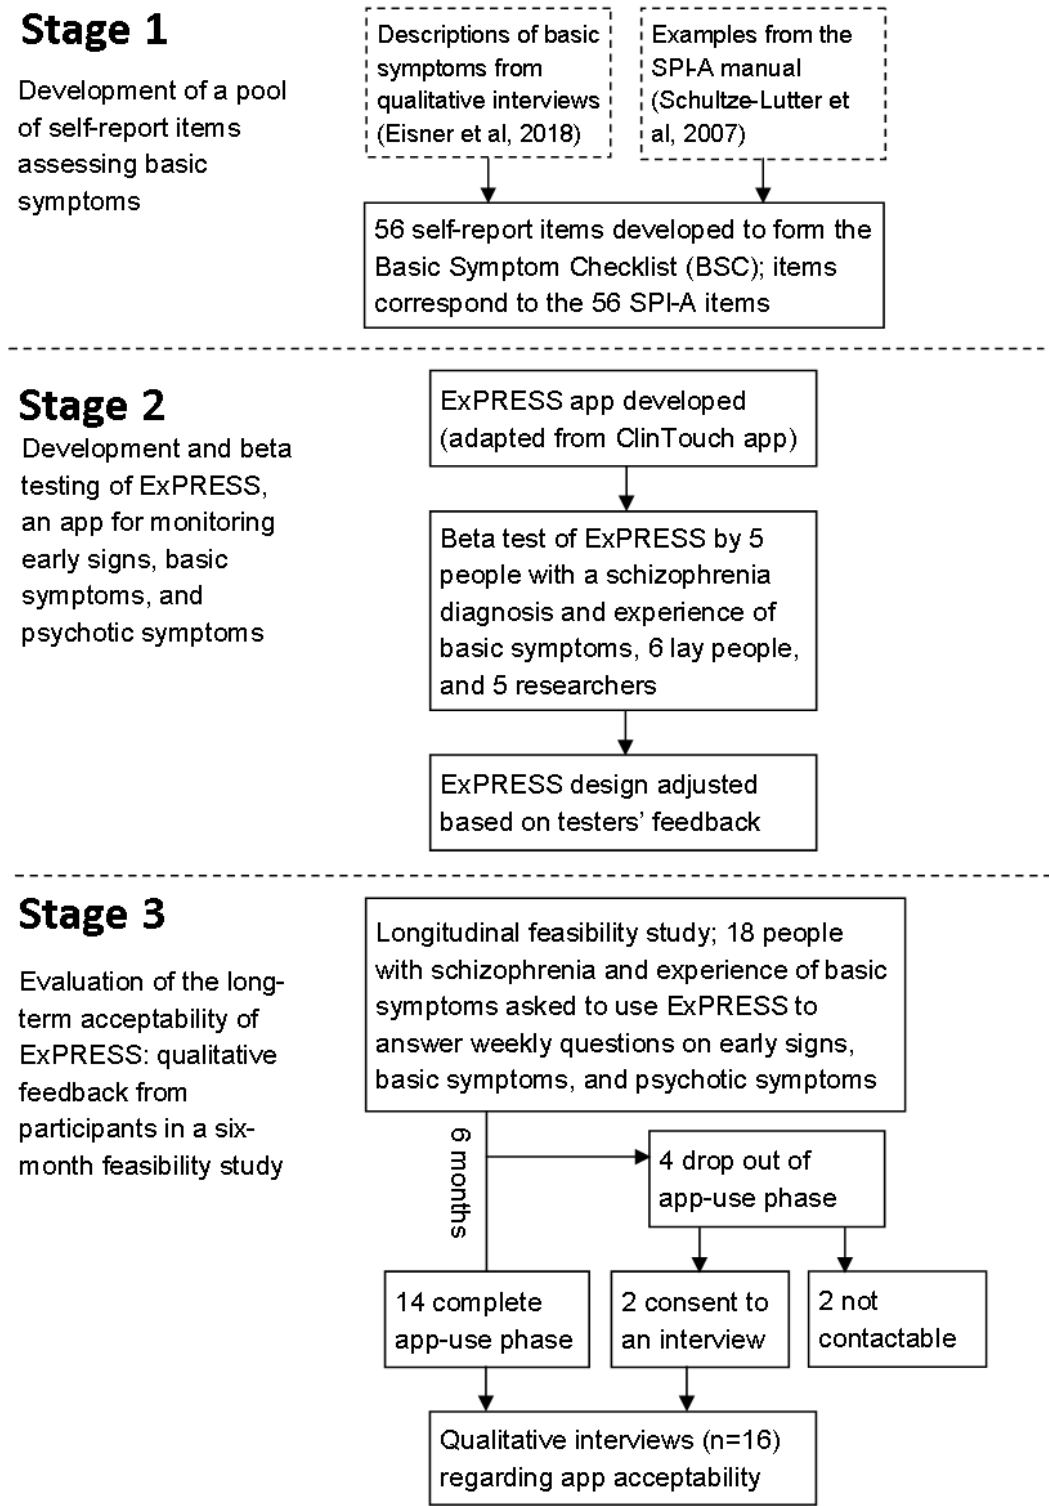 Stage 1
Development of a pool
of self-report items
assessing basic
symptoms
Descriptions of basic
symptoms from
qualitative interviews
(Eisner et al, 2018)
Examples from the
SPI-A manual
(Schultze-Lutter et
al, 2007)
56 self-report items developed to form the
Basic Symptom Checklist (BSC); items
correspond to the 56 SPI-A items
Stage 2
Development and beta
testing of ExPRESS,
an app for monitoring
early signs, basic
symptoms, and
psychotic symptoms
ExPRESS app developed
(adapted from ClinTouch app)
Beta test of ExPRESS by 5
people with a schizophrenia
diagnosis and experience of
basic symptoms, 6 lay people,
and 5 researchers
ExPRESS design adjusted
based on testers’ feedback
Stage 3
Evaluation of the long-
term acceptability of
ExPRESS: qualitative
feedback from
participants in a six-
month feasibility study
Longitudinal feasibility study; 18 people
with schizophrenia and experience of basic
symptoms asked to use ExPRESS to
answer weekly questions on early signs,
basic symptoms, and psychotic symptoms
6 months
4 drop out of
app-use phase
14 complete
app-use phase
2 consent to
an interview
2 not
contactable
Qualitative interviews (n=16)
regarding app acceptability